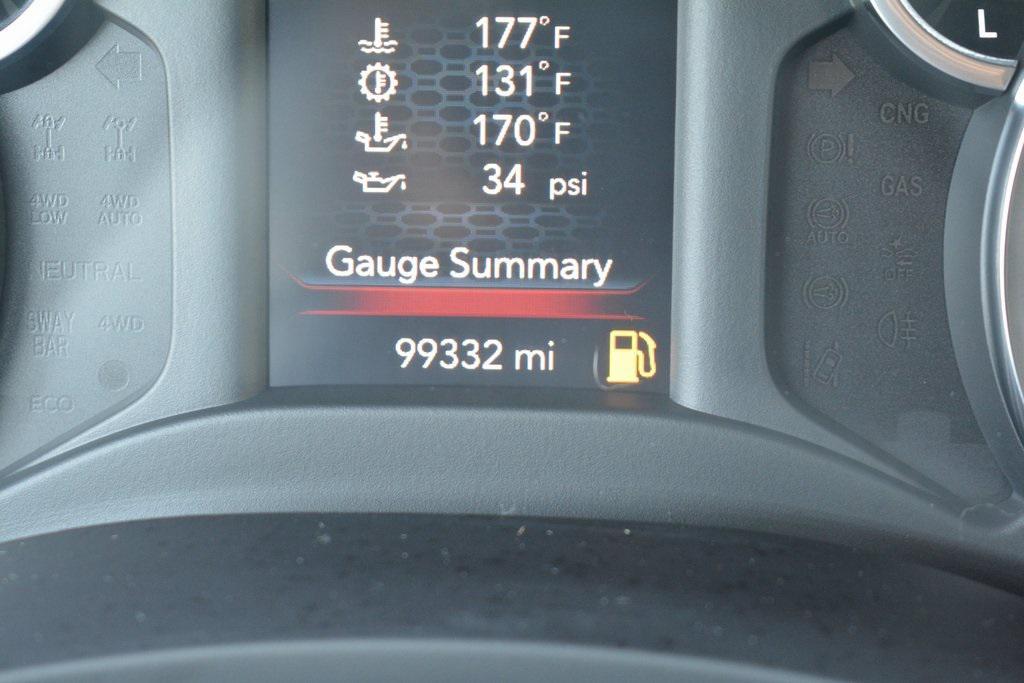 177°F
131°F
170°F
34 psi
Gauge Summary
99332 mi
L
4WD LOW
4WD AUTO
NEUTRAL
SWAY BAR
4WD
ECO
CNG
GAS
AUTO
OFF